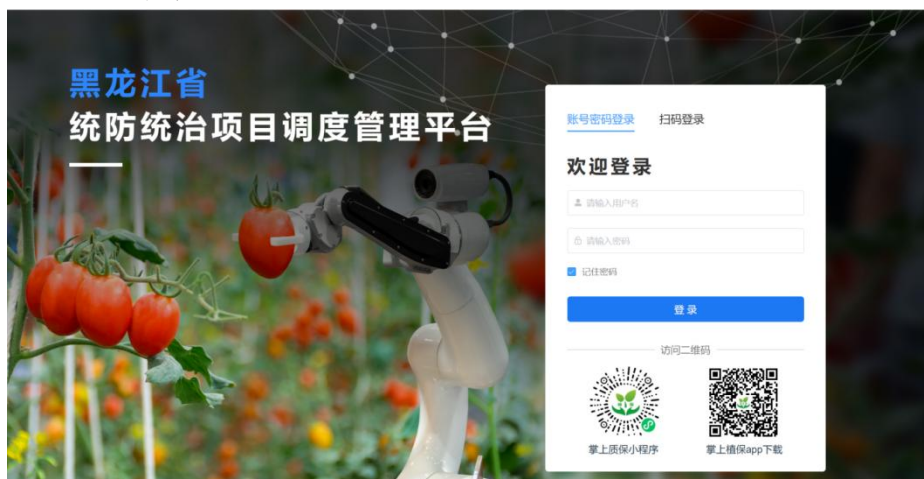 黑龙江省
统防统治项目调度管理平台
账号密码登录 扫码登录
欢迎登录
请输入用户名
请输入密码
记住密码
登录
访问二维码
掌上质保小程序 掌上植保app下载